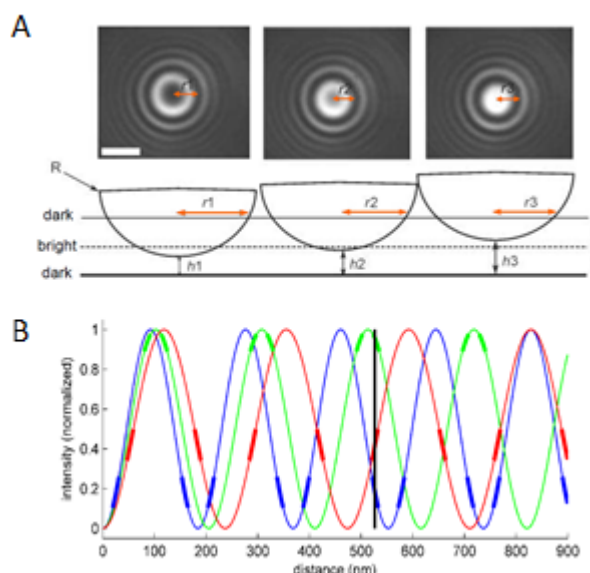 A
r1
r2
r3
R
dark
r1
r2
r3
bright
h1
h2
h3
dark
B
1
0.8
0.6
0.4
0.2
0
intensity (normalized)
0 100 200 300 400 500 600 700 800 900
distance (nm)